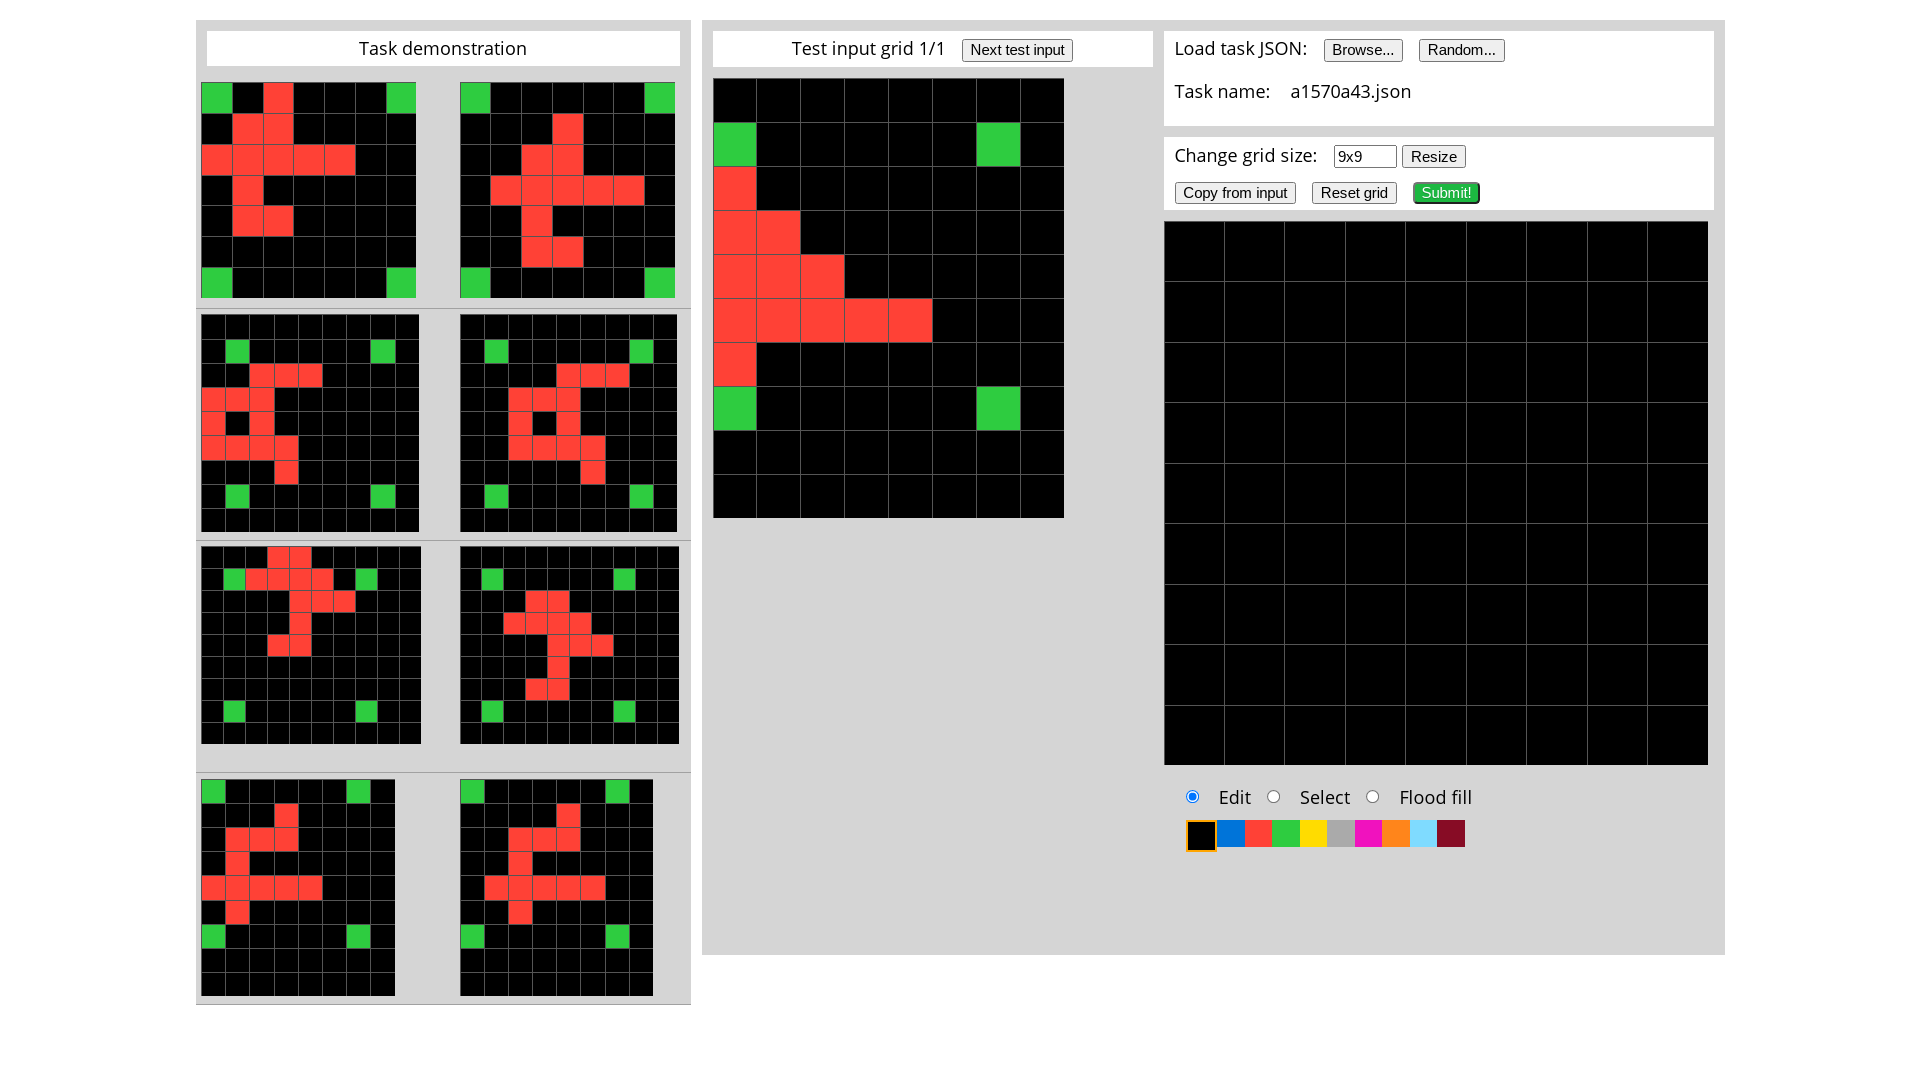 Task demonstration
Test input grid 1/1 Next test input
Load task JSON: Browse... Random...
Task name: a1570a43.json
Change grid size: 9x9 Resize
Copy from input Reset grid Submit!
Edit Select Flood fill